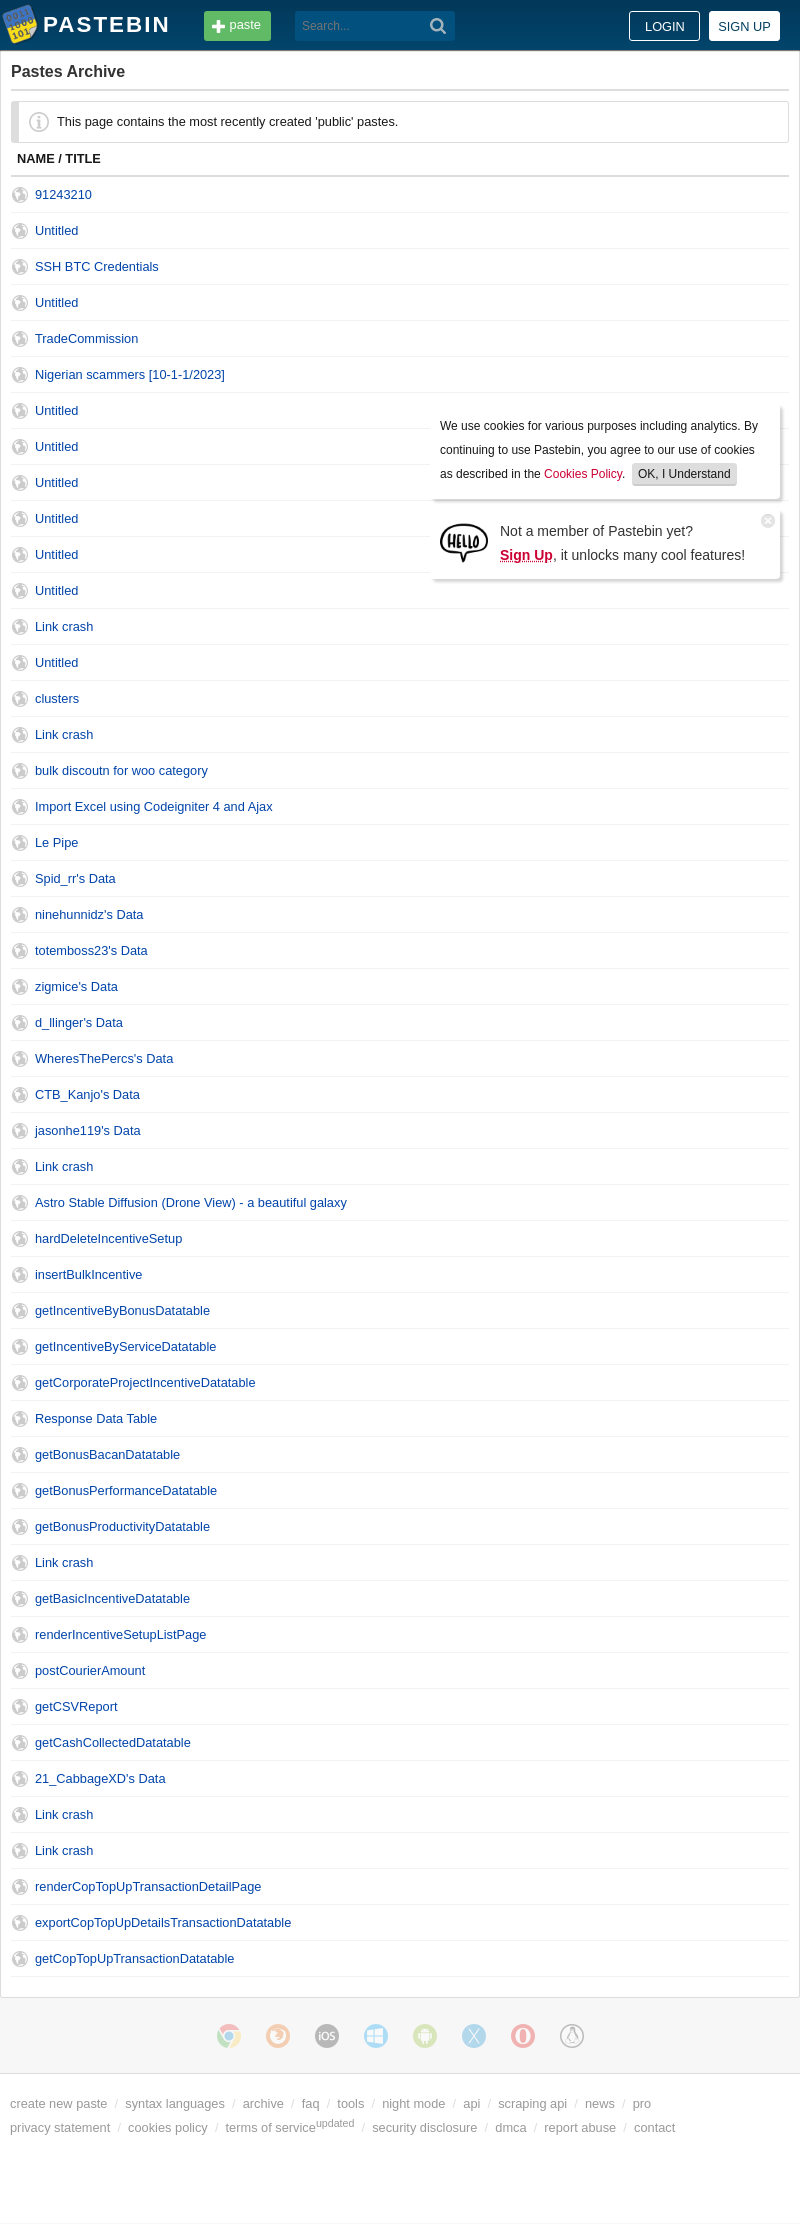 PASTEBIN
paste
Search...
LOGIN
SIGN UP
Pastes Archive
This page contains the most recently created 'public' pastes.
NAME / TITLE
91243210
Untitled
SSH BTC Credentials
Untitled
TradeCommission
Nigerian scammers [10-1-1/2023]
Untitled
Untitled
Untitled
Untitled
Untitled
Untitled
We use cookies for various purposes including analytics. By
continuing to use Pastebin, you agree to our use of cookies
as described in the Cookies Policy. OK, I Understand
HELLO
Not a member of Pastebin yet?
Sign Up, it unlocks many cool features!
Link crash
Untitled
clusters
Link crash
bulk discoutn for woo category
Import Excel using Codeigniter 4 and Ajax
Le Pipe
Spid_rr's Data
ninehunnidz's Data
totemboss23's Data
zigmice's Data
d_llinger's Data
WheresThePercs's Data
CTB_Kanjo's Data
jasonhe119's Data
Link crash
Astro Stable Diffusion (Drone View) - a beautiful galaxy
hardDeleteIncentiveSetup
insertBulkIncentive
getIncentiveByBonusDatatable
getIncentiveByServiceDatatable
getCorporateProjectIncentiveDatatable
Response Data Table
getBonusBacanDatatable
getBonusPerformanceDatatable
getBonusProductivityDatatable
Link crash
getBasicIncentiveDatatable
renderIncentiveSetupListPage
postCourierAmount
getCSVReport
getCashCollectedDatatable
21_CabbageXD's Data
Link crash
Link crash
renderCopTopUpTransactionDetailPage
exportCopTopUpDetailsTransactionDatatable
getCopTopUpTransactionDatatable
iOS
create new paste / syntax languages / archive / faq / tools / night mode / api / scraping api / news / pro
privacy statement / cookies policy / terms of service updated / security disclosure / dmca / report abuse / contact